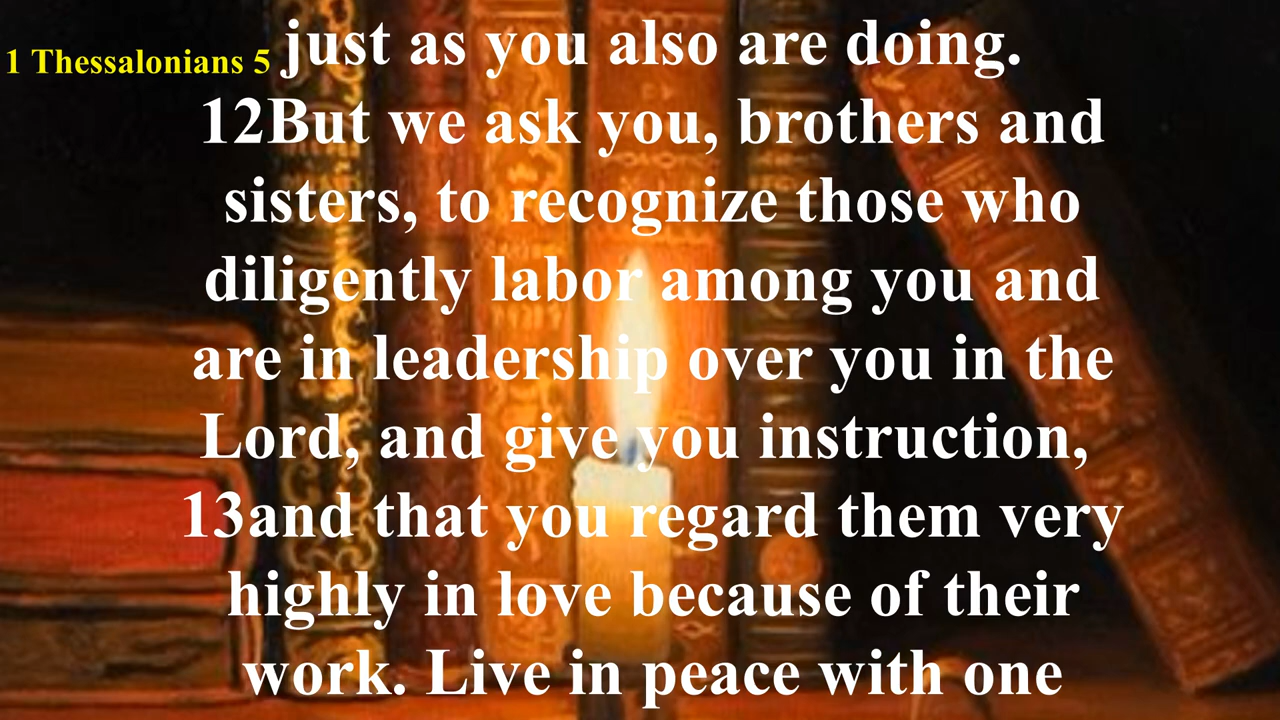 1 Thessalonians 5
just as you also are doing.
12But we ask you, brothers and
sisters, to recognize those who
diligently labor among you and
are in leadership over you in the
Lord, and give you instruction,
13and that you regard them very
highly in love because of their
work. Live in peace with one